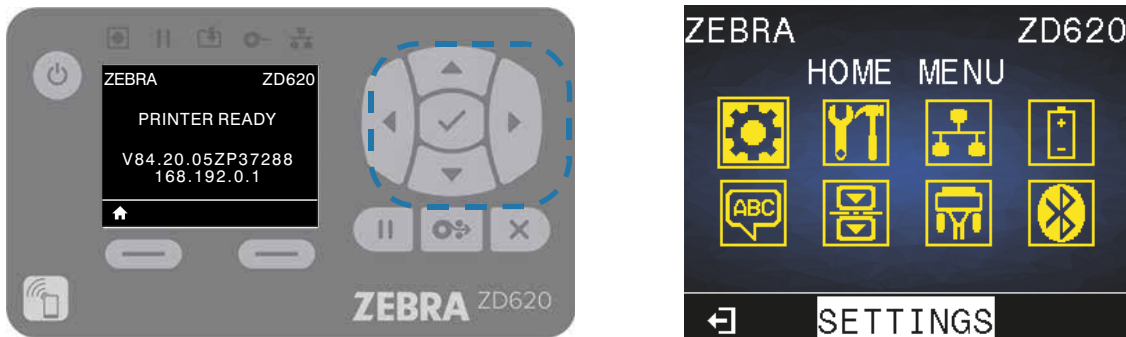 ZEBRA ZD620
PRINTER READY
V84.20.05ZP37288
168.192.0.1
ZEBRA ZD620
ZEBRA ZD620
HOME MENU
ABC
SETTINGS